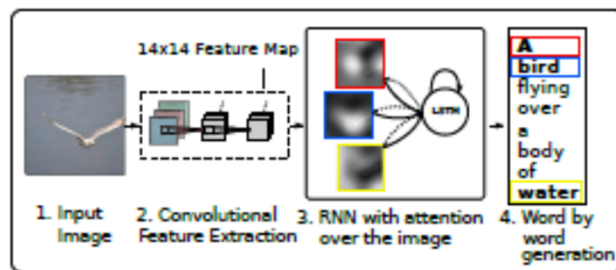 14x14 Feature Map
LSTM
A
bird
flying
over
a
body
of
water
1. Input
Image
2. Convolutional
Feature Extraction
3. RNN with attention
over the image
4. Word by
word
generation